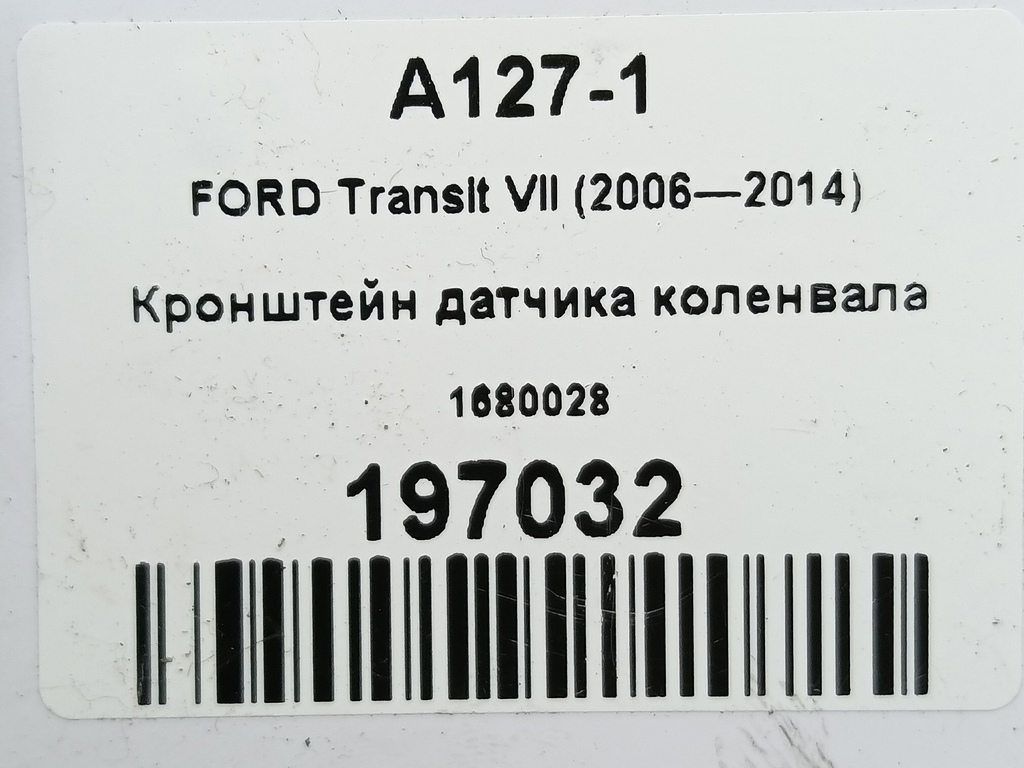 A127-1
FORD Transit VII (2006—2014)
Кронштейн датчика коленвала
1680028
197032